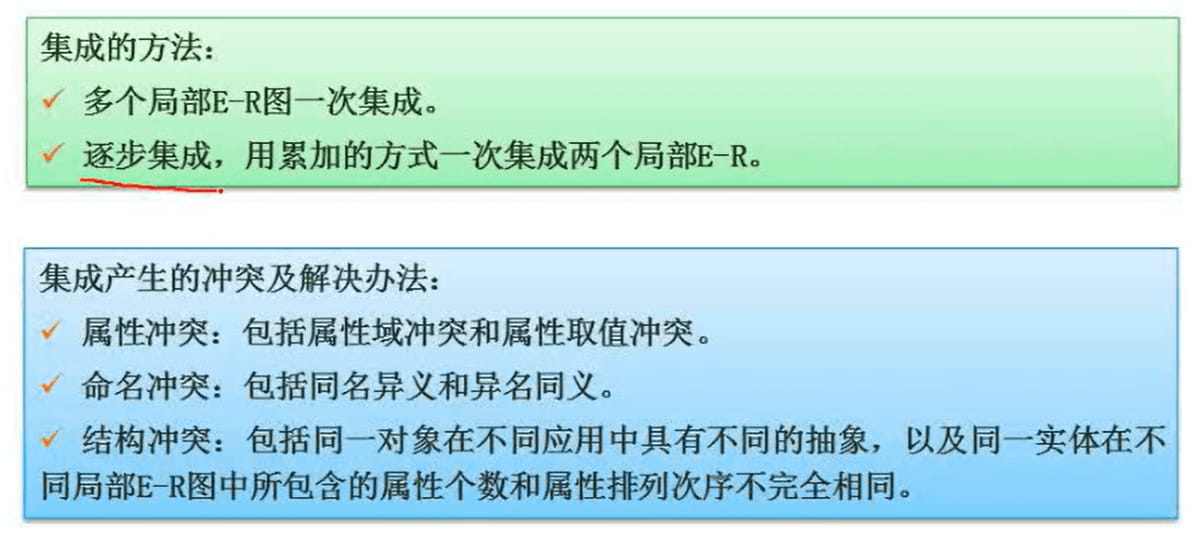 集成的方法：
✓ 多个局部E-R图一次集成。
✓ 逐步集成，用累加的方式一次集成两个局部E-R。
集成产生的冲突及解决办法：
✓ 属性冲突：包括属性域冲突和属性取值冲突。
✓ 命名冲突：包括同名异义和异名同义。
✓ 结构冲突：包括同一对象在不同应用中具有不同的抽象，以及同一实体在不
同局部E-R图中所包含的属性个数和属性排列次序不完全相同。